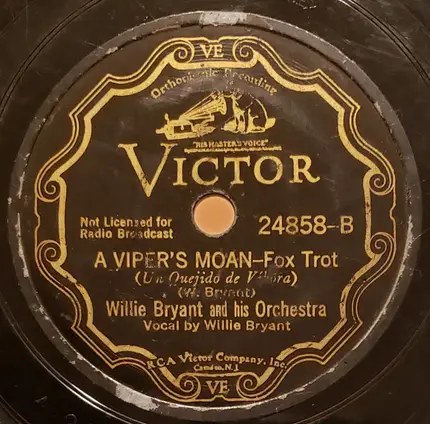 VE
Orthophonic Recording
"HIS MASTER'S VOICE"
VICTOR
Not Licensed for
Radio Broadcast
24858-B
A VIPER'S MOAN-Fox Trot
(Un Quejido de Víbora)
(W. Bryant)
Willie Bryant and his Orchestra
Vocal by Willie Bryant
RCA Victor Company, Inc.
Camden, N.J.
VE